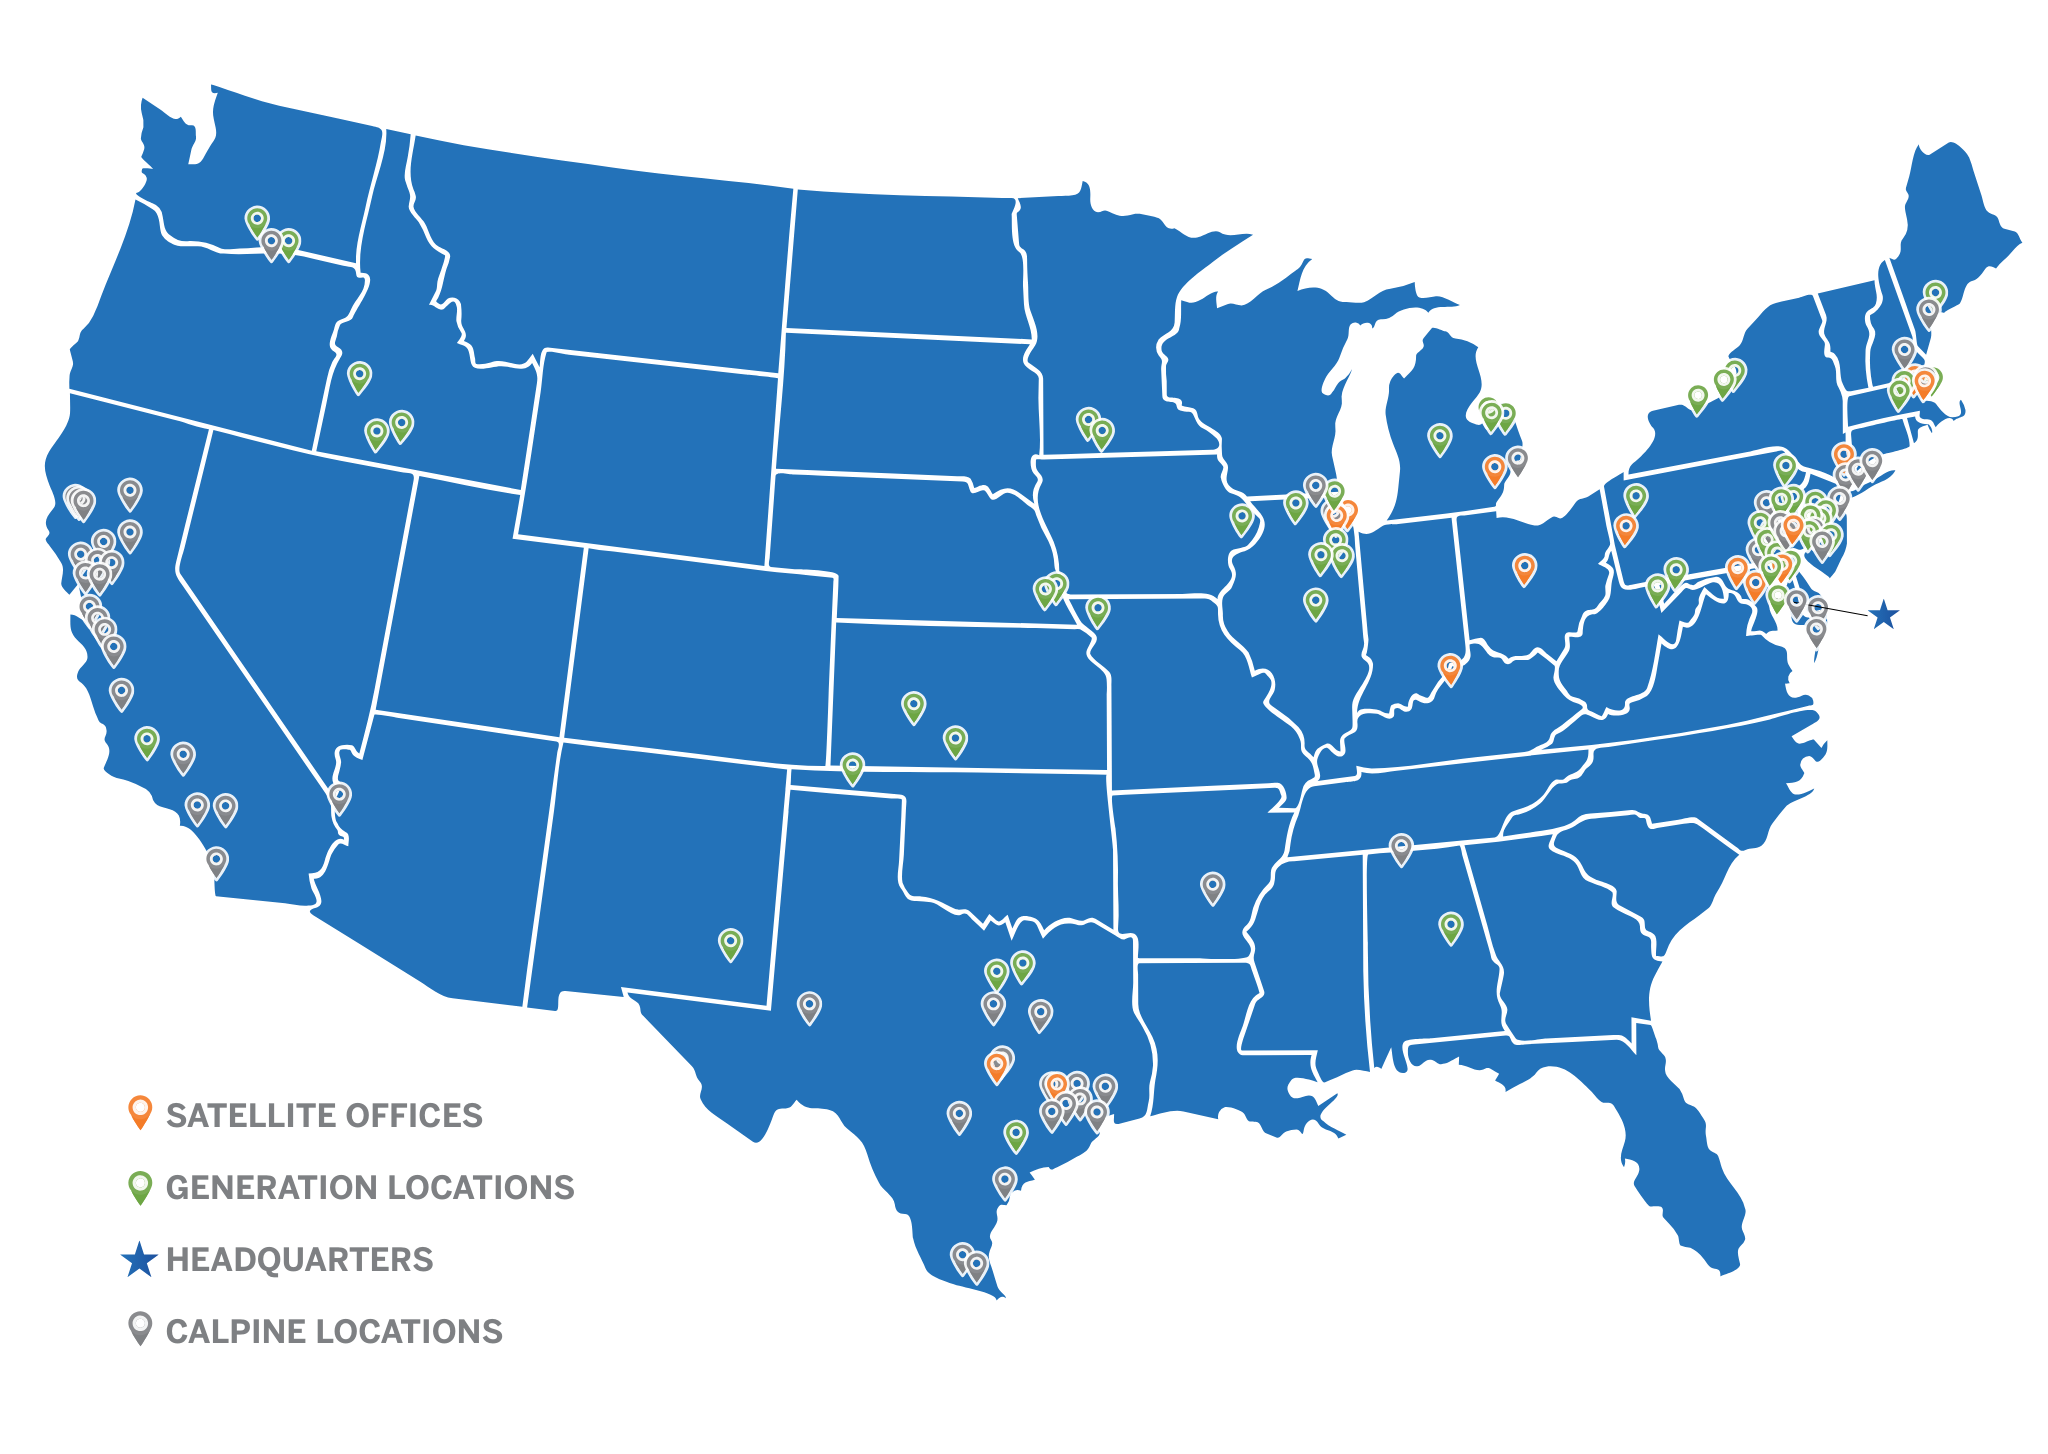 SATELLITE OFFICES
GENERATION LOCATIONS
HEADQUARTERS
CALPINE LOCATIONS